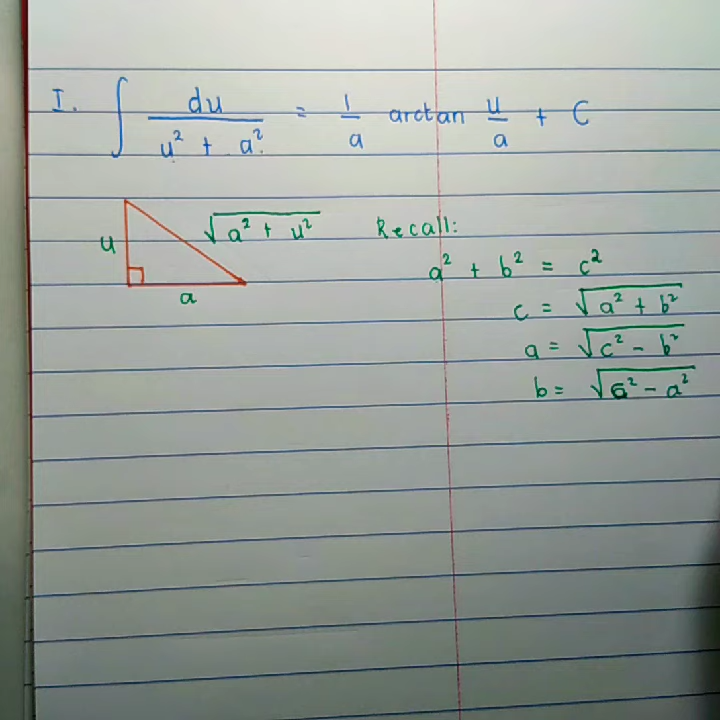 I. ∫ du / (u² + a²) = 1/a arctan u/a + C
u √(a² + u²) Recall:
a
a² + b² = c²
c = √(a² + b²)
a = √(c² - b²)
b = √(c² - a²)